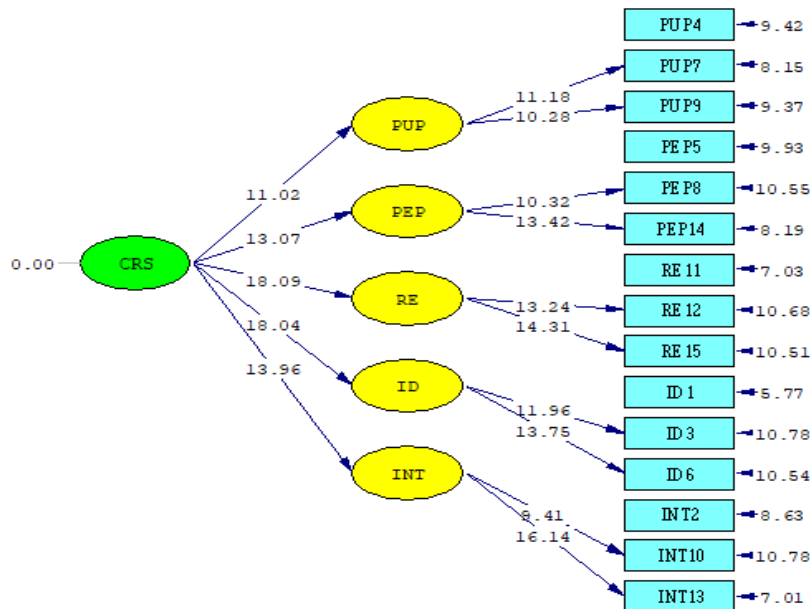 PUP4
9.42
PUP7
8.15
11.18
PUP
10.28
PUP9
9.37
PEP5
9.93
11.02
PEP8
10.55
10.32
PEP
13.42
PEP14
8.19
13.07
0.00
CRS
RE11
7.03
18.09
RE
13.24
RE12
10.68
14.31
RE15
10.51
18.04
ID1
5.77
13.96
ID
11.96
ID3
10.78
13.75
ID6
10.54
INT
INT2
8.63
9.41
16.14
INT10
10.78
INT13
7.01